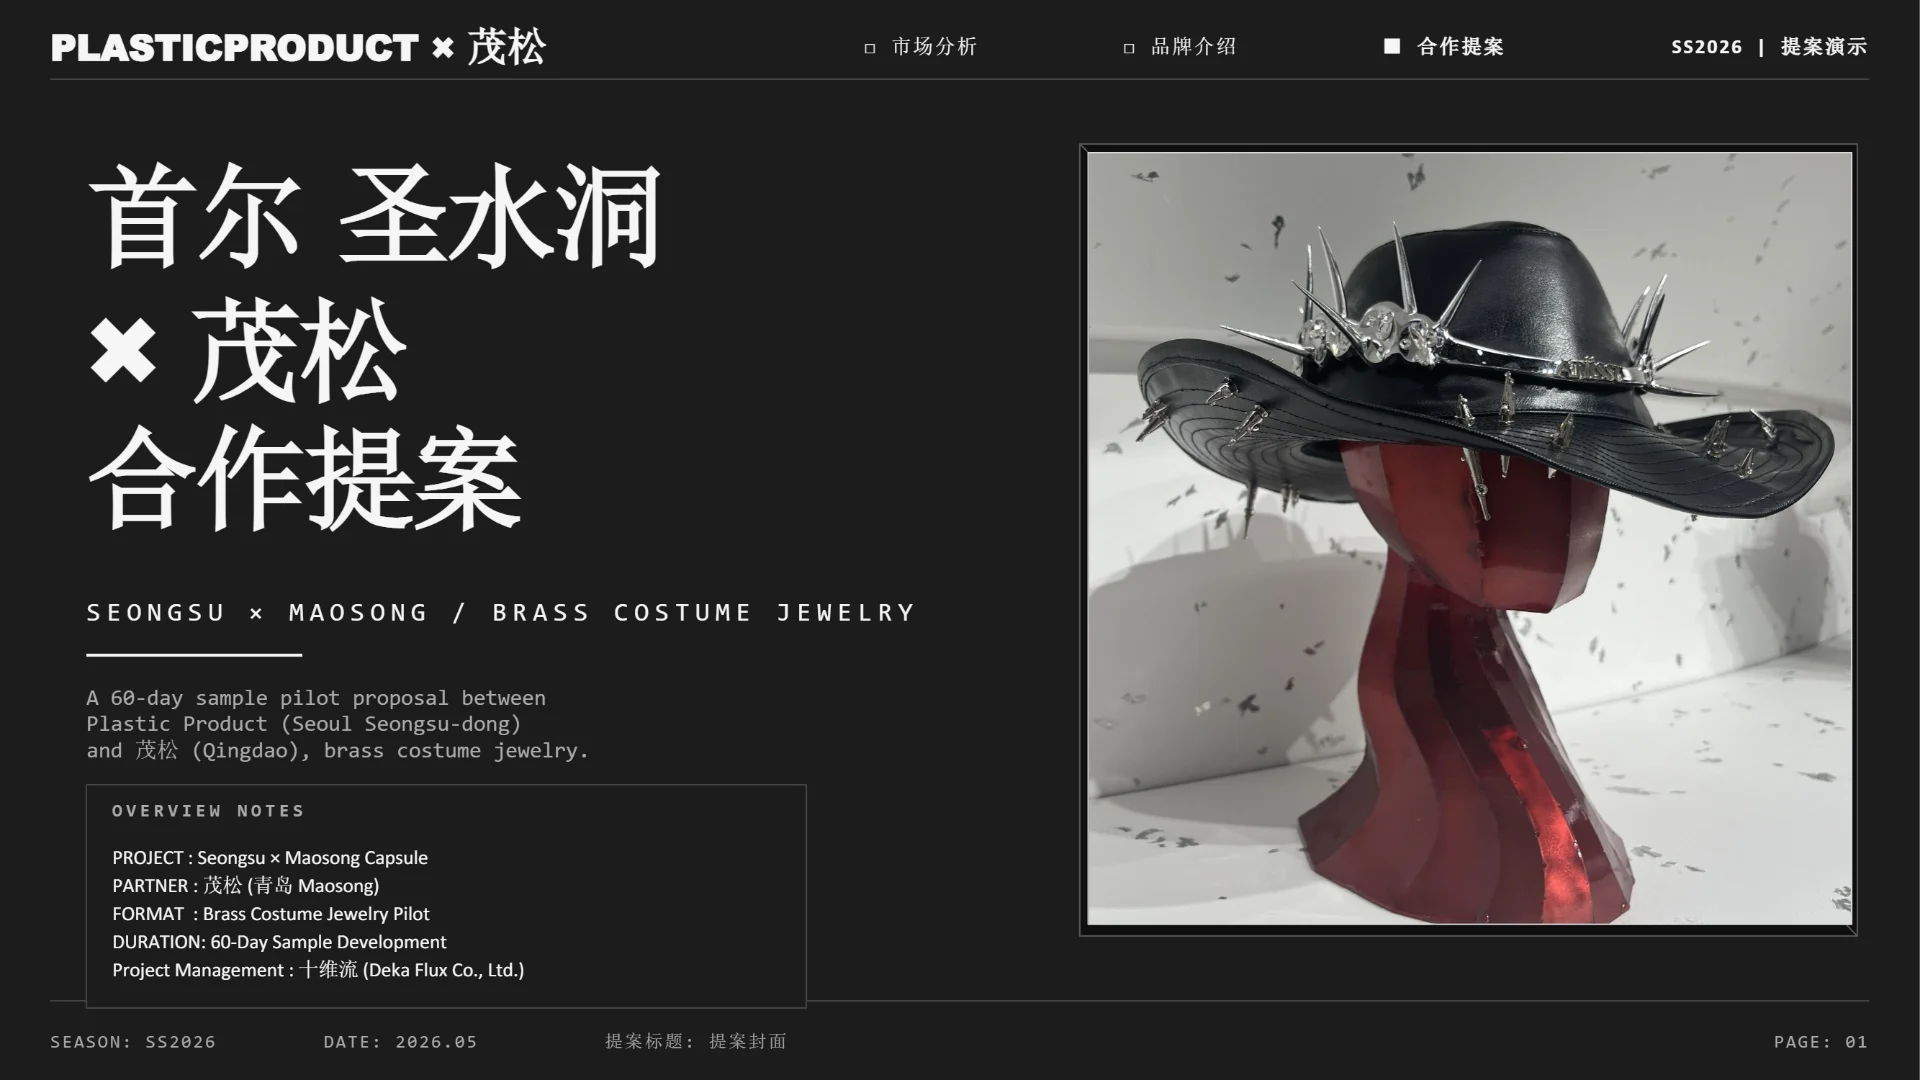 PLASTICPRODUCT ✖ 茂松
□ 市场分析
□ 品牌介绍
■ 合作提案
SS2026 | 提案演示
首尔 圣水洞
✖ 茂松
合作提案
SEONGSU × MAOSONG / BRASS COSTUME JEWELRY
A 60-day sample pilot proposal between
Plastic Product (Seoul Seongsu-dong)
and 茂松 (Qingdao), brass costume jewelry.
OVERVIEW NOTES
PROJECT : Seongsu × Maosong Capsule
PARTNER : 茂松 (青岛 Maosong)
FORMAT  : Brass Costume Jewelry Pilot
DURATION: 60-Day Sample Development
Project Management : 十维流 (Deka Flux Co., Ltd.)
SEASON: SS2026
DATE: 2026.05
提案标题: 提案封面
PAGE: 01